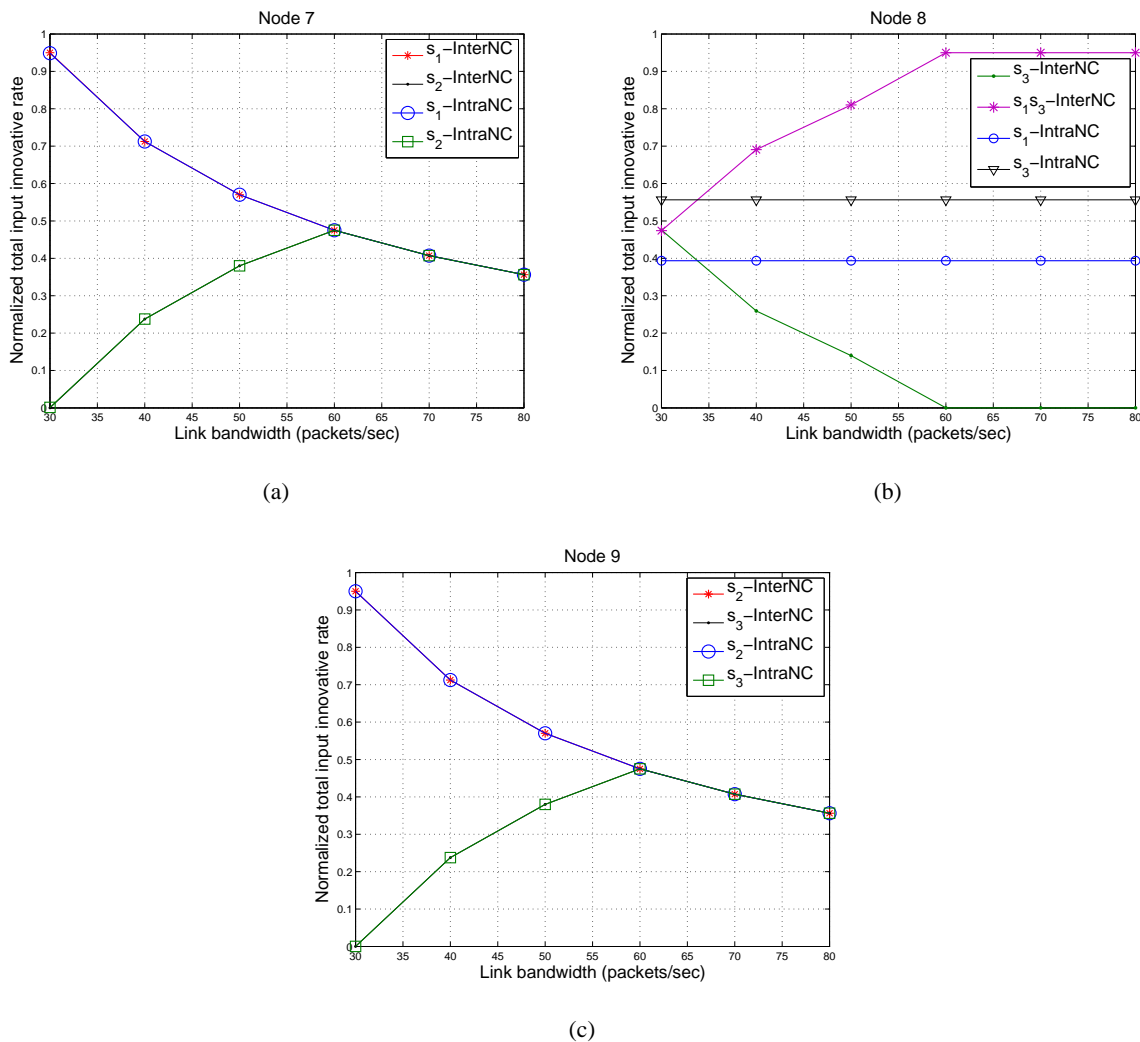 Node 7
Normalized total input innovative rate
1
0.9
0.8
0.7
0.6
0.5
0.4
0.3
0.2
0.1
0
30 35 40 45 50 55 60 65 70 75 80
Link bandwidth (packets/sec)
s1−InterNC
s2−InterNC
s1−IntraNC
s2−IntraNC
(a)
Node 8
Normalized total input innovative rate
1
0.9
0.8
0.7
0.6
0.5
0.4
0.3
0.2
0.1
0
30 35 40 45 50 55 60 65 70 75 80
Link bandwidth (packets/sec)
s3−InterNC
s1s3−InterNC
s1−IntraNC
s3−IntraNC
(b)
Node 9
Normalized total input innovative rate
1
0.9
0.8
0.7
0.6
0.5
0.4
0.3
0.2
0.1
0
30 35 40 45 50 55 60 65 70 75 80
Link bandwidth (packets/sec)
s2−InterNC
s3−InterNC
s2−IntraNC
s3−IntraNC
(c)